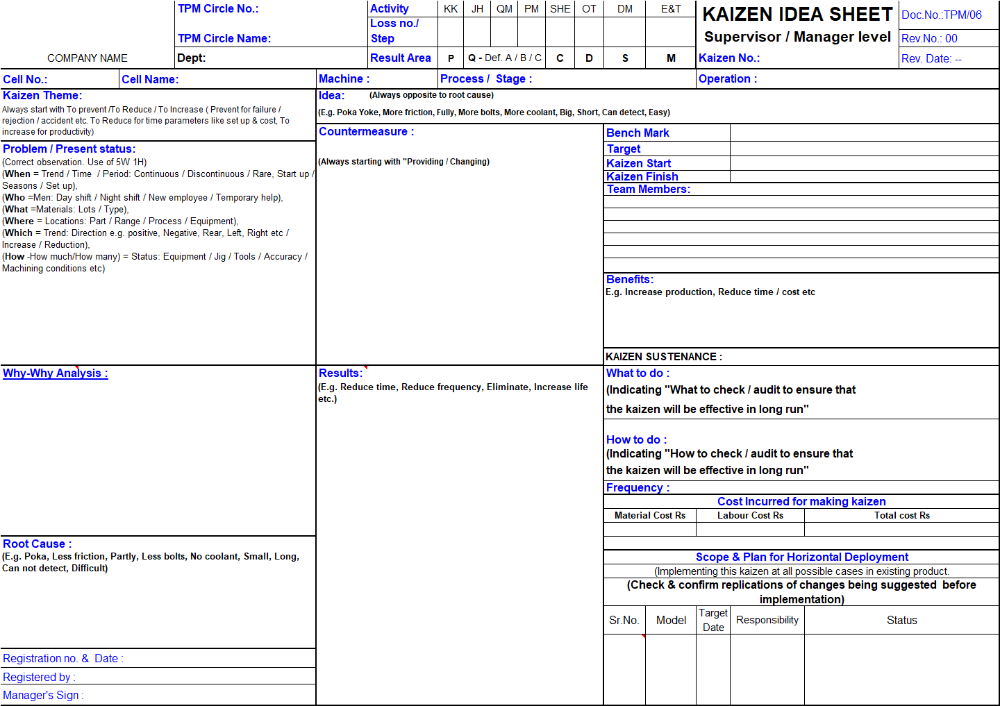 TPM Circle No.:
TPM Circle Name:
COMPANY NAME
Dept:
Activity
KK JH QM PM SHE OT DM E&T
Loss no./
Step
Result Area P Q - Def. A / B / C C D S M
KAIZEN IDEA SHEET
Supervisor / Manager level
Kaizen No.:
Doc.No.:TPM/06
Rev.No.: 00
Rev. Date: --
Cell No.: Cell Name: Machine : Process / Stage : Operation :
Kaizen Theme:
Always start with To prevent /To Reduce / To Increase ( Prevent for failure /
rejection / accident etc. To Reduce for time parameters like set up & cost, To
increase for productivity)
Idea: (Always opposite to root cause)
(E.g. Poka Yoke, More friction, Fully, More bolts, More coolant, Big, Short, Can detect, Easy)
Problem / Present status:
(Correct observation. Use of 5W 1H)
(When = Trend / Time / Period: Continuous / Discontinuous / Rare, Start up /
Seasons / Set up),
(Who =Men: Day shift / Night shift / New employee / Temporary help),
(What =Materials: Lots / Type),
(Where = Locations: Part / Range / Process / Equipment),
(Which = Trend: Direction e.g. positive, Negative, Rear, Left, Right etc /
Increase / Reduction),
(How -How much/How many) = Status: Equipment / Jig / Tools / Accuracy /
Machining conditions etc)
Countermeasure :
(Always starting with "Providing / Changing)
Bench Mark
Target
Kaizen Start
Kaizen Finish
Team Members:
Benefits:
E.g. Increase production, Reduce time / cost etc
KAIZEN SUSTENANCE :
Why-Why Analysis :
Results:
(E.g. Reduce time, Reduce frequency, Eliminate, Increase life
etc.)
What to do :
(Indicating "What to check / audit to ensure that
the kaizen will be effective in long run"
How to do :
(Indicating "How to check / audit to ensure that
the kaizen will be effective in long run"
Frequency :
Cost Incurred for making kaizen
Material Cost Rs Labour Cost Rs Total cost Rs
Root Cause :
(E.g. Poka, Less friction, Partly, Less bolts, No coolant, Small, Long,
Can not detect, Difficult)
Scope & Plan for Horizontal Deployment
(Implementing this kaizen at all possible cases in existing product.
(Check & confirm replications of changes being suggested before
implementation)
Sr.No. Model Target Date Responsibility Status
Registration no. & Date :
Registered by :
Manager's Sign :